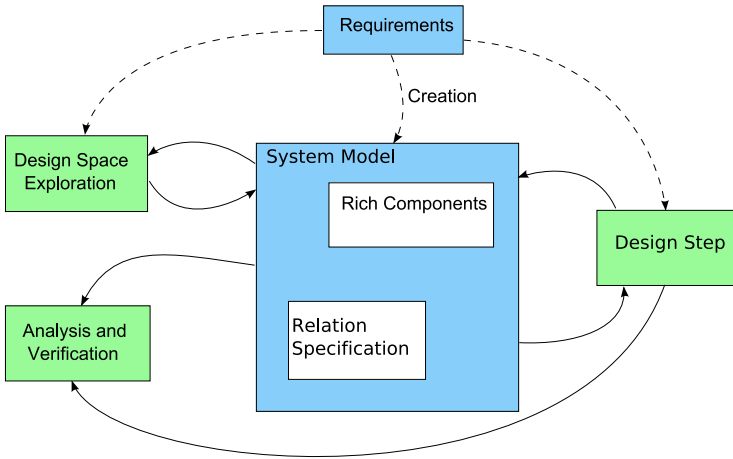 Requirements
Creation
System Model
Design Space
Exploration
Rich Components
Design Step
Relation
Specification
Analysis and
Verification